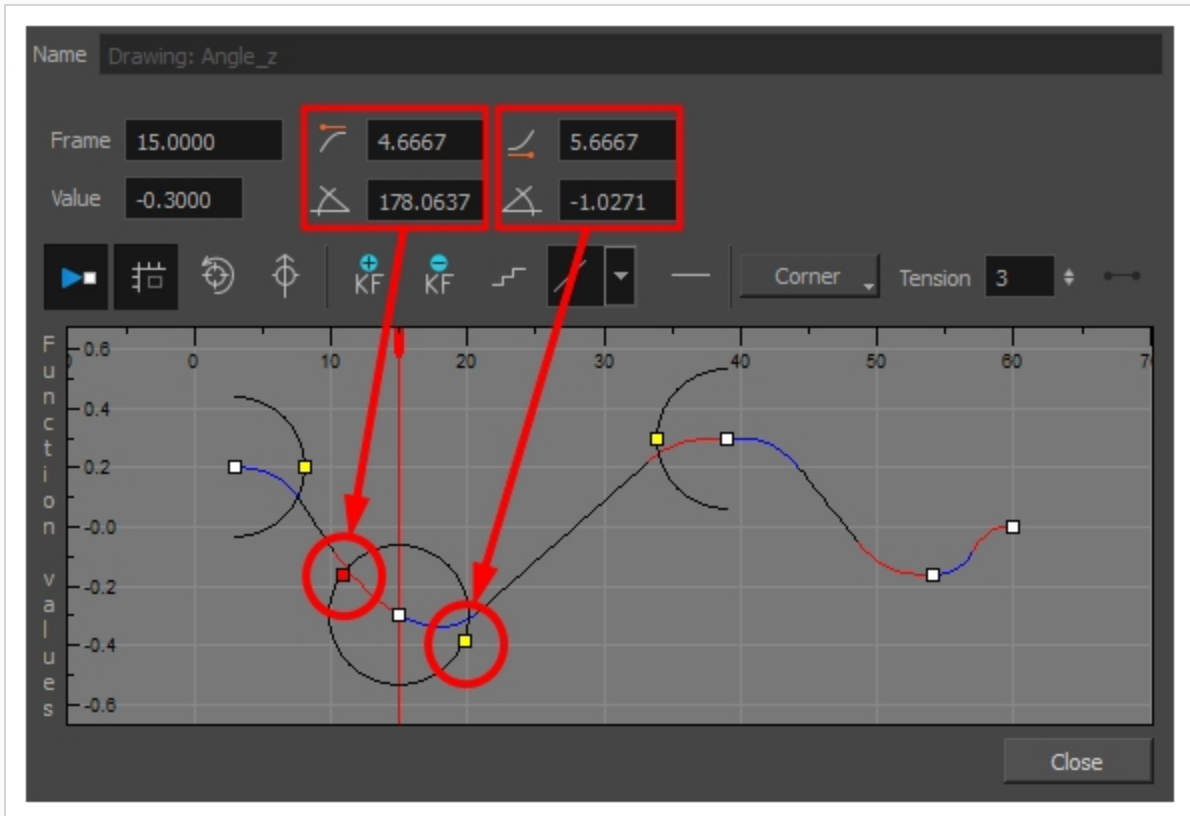 Name Drawing: Angle_z
Frame 15.0000 4.6667 5.6667
Value -0.3000 178.0637 -1.0271
KF KF Corner Tension 3
Function values
0.6
0 10 20 30 40 50 60 70
0.4
0.2
-0.0
-0.2
-0.4
-0.6
Close